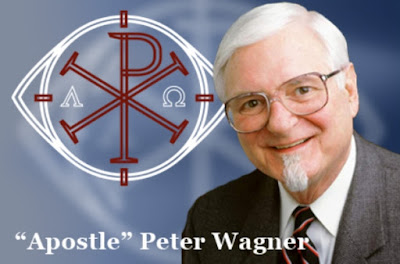 Α Ω
“Apostle” Peter Wagner